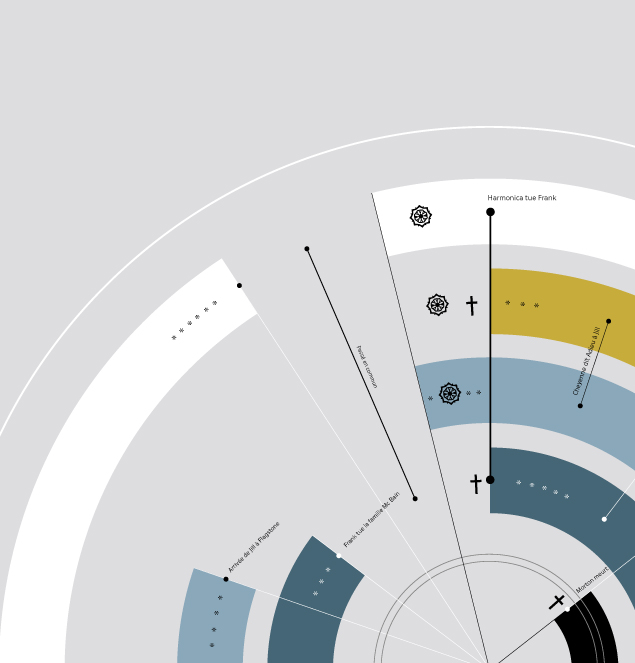 Harmonica tue Frank
Cheyenne dit Adieu à Jil
Passé en commun
Frank tue la famille Mc Bain
Arrivée de Jill à Flagstone
Morton meurt